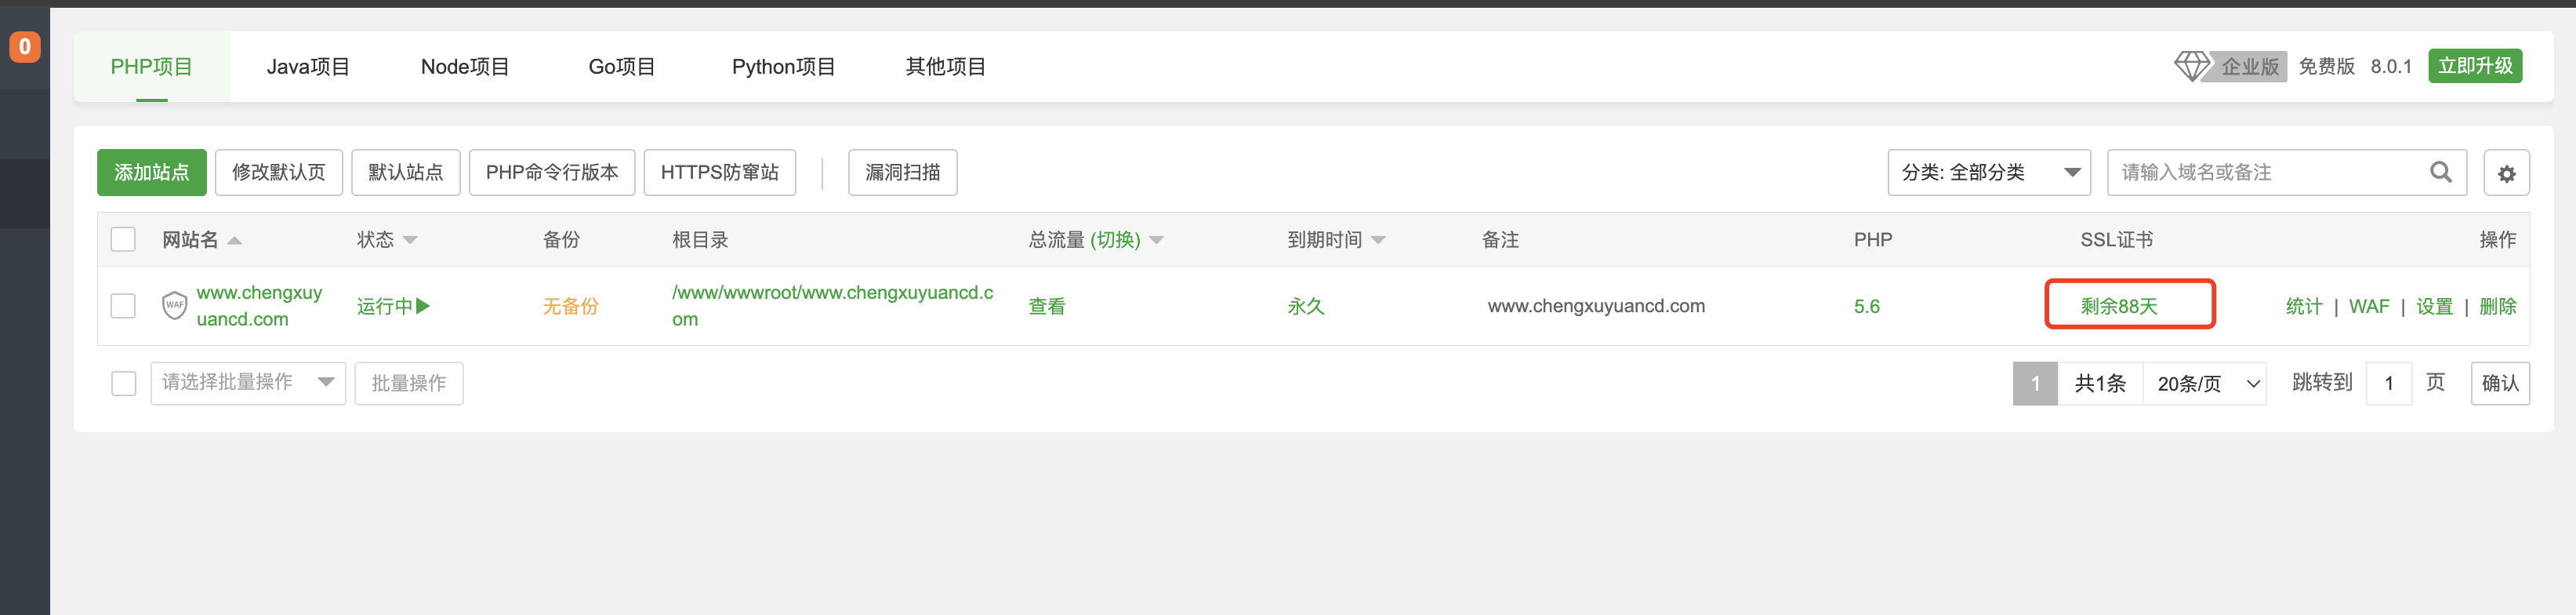 0
PHP项目 Java项目 Node项目 Go项目 Python项目 其他项目 企业版 免费版 8.0.1 立即升级
添加站点 修改默认页 默认站点 PHP命令行版本 HTTPS防窜站 漏洞扫描 分类: 全部分类 请输入域名或备注
网站名 状态 备份 根目录 总流量 (切换) 到期时间 备注 PHP SSL证书 操作
WAF www.chengxuy 运行中 无备份 /www/wwwroot/www.chengxuyuancd.c 查看 永久 www.chengxuyuancd.com 5.6 剩余88天 统计 | WAF | 设置 | 删除
uancd.com om
请选择批量操作 批量操作 1 共1条 20条/页 跳转到 1 页 确认